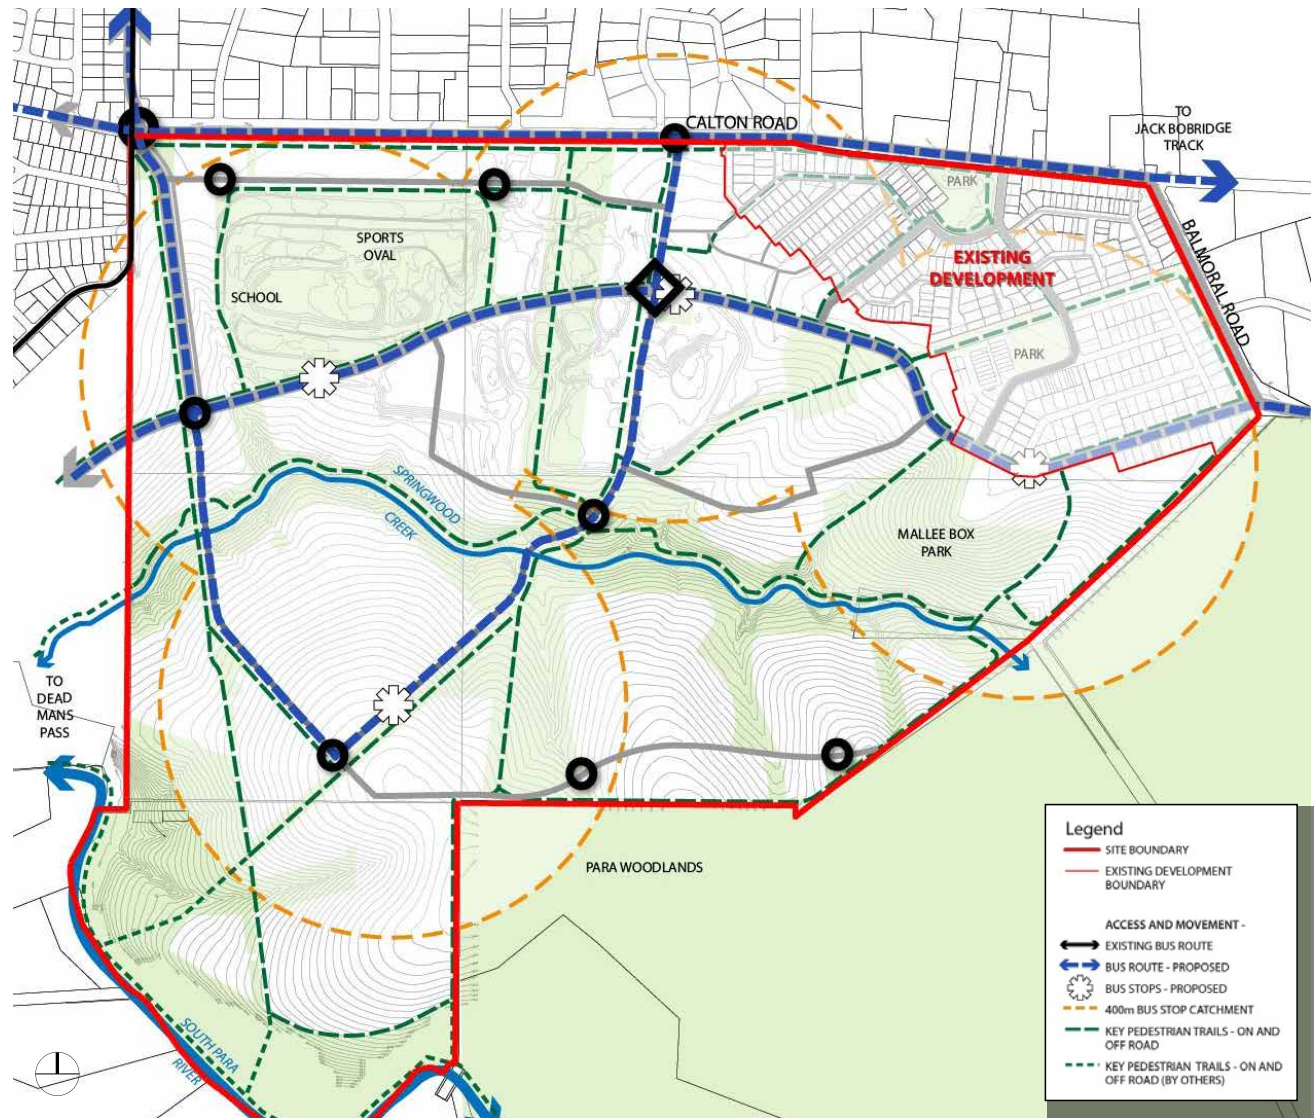 CALTON ROAD
TO
JACK BOBRIDGE
TRACK
PARK
BALMORAL ROAD
SPORTS
OVAL
EXISTING
DEVELOPMENT
SCHOOL
PARK
SPRINGWOOD
CREEK
MALLEE BOX
PARK
TO
DEAD
MANS
PASS
PARA WOODLANDS
SOUTH PARA
RIVER
Legend
SITE BOUNDARY
EXISTING DEVELOPMENT
BOUNDARY
ACCESS AND MOVEMENT -
EXISTING BUS ROUTE
BUS ROUTE - PROPOSED
BUS STOPS - PROPOSED
400m BUS STOP CATCHMENT
KEY PEDESTRIAN TRAILS - ON AND
OFF ROAD
KEY PEDESTRIAN TRAILS - ON AND
OFF ROAD (BY OTHERS)